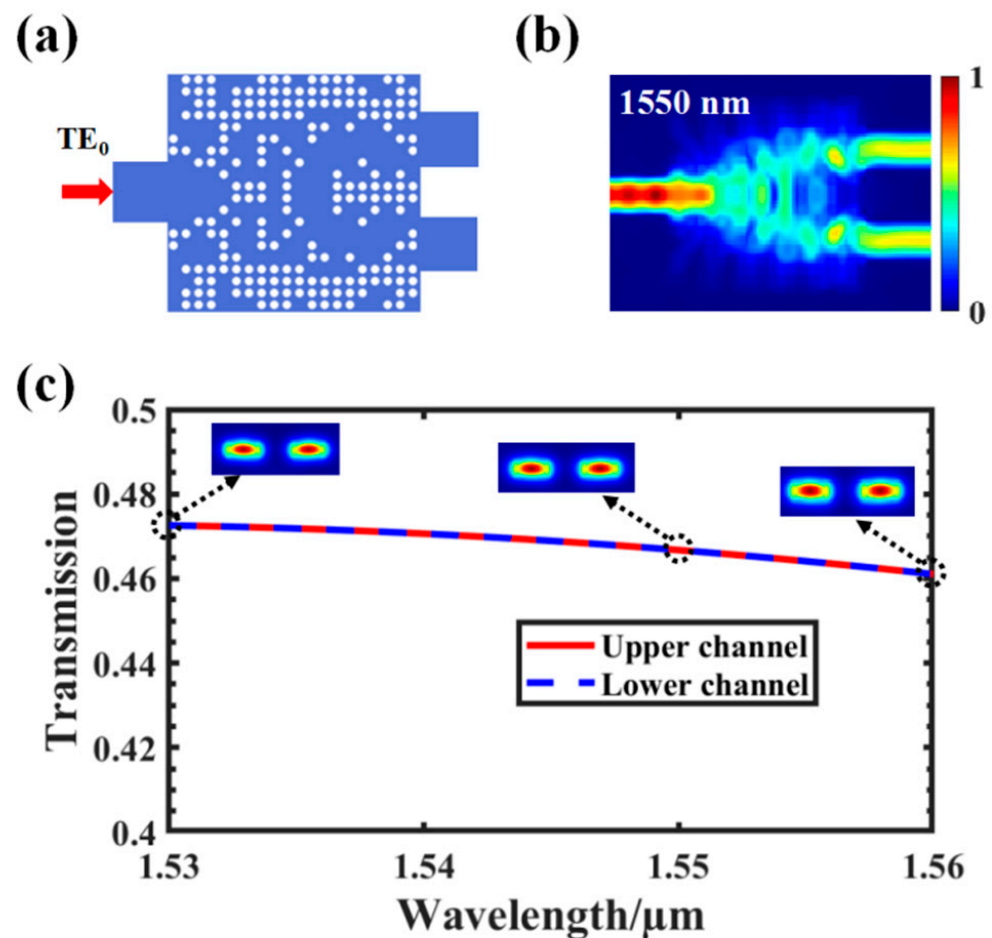 (a)
TE₀
(b)
1550 nm
1
0
(c)
Transmission
0.5
0.48
0.46
0.44
0.42
0.4
Upper channel
Lower channel
1.53 1.54 1.55 1.56
Wavelength/μm